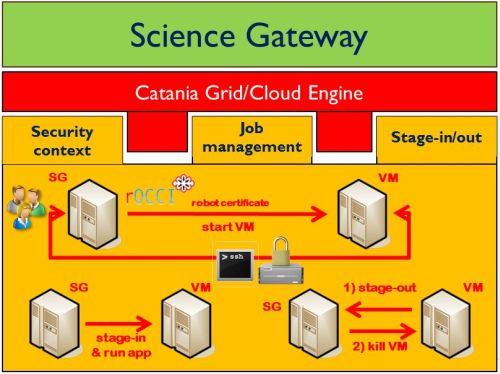 Science Gateway
Catania Grid/Cloud Engine
Security
context
Job
management
Stage-in/out
SG
rOCCI
robot certificate
start VM
VM
> ssh
SG
stage-in
& run app
VM
SG
1) stage-out
2) kill VM
VM